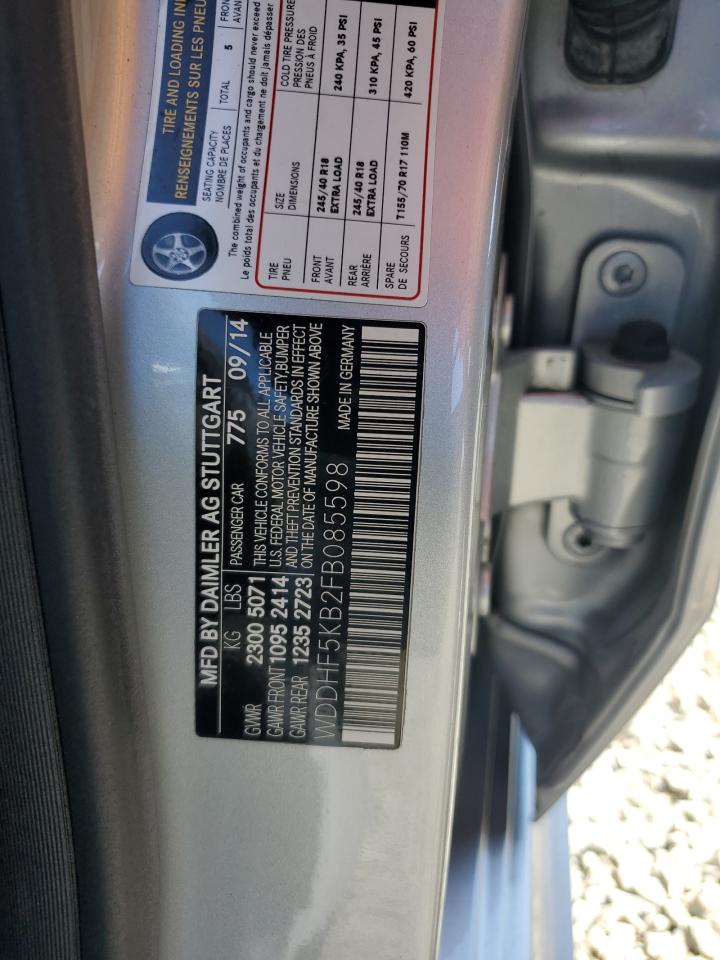 TIRE AND LOADING IN
RENSEIGNEMENTS SUR LES PNEU
SEATING CAPACITY
NOMBRE DE PLACES
TOTAL 5
FRON
AVAN
The combined weight of occupants and cargo should never exceed
Le poids total des occupants et du chargement ne doit jamais dépasser
TIRE
PNEU
SIZE
DIMENSIONS
COLD TIRE PRESSURE
PRESSION DES
PNEUS À FROID
FRONT
AVANT
245/40 R18
EXTRA LOAD
240 KPA, 35 PSI
REAR
ARRIÈRE
245/40 R18
EXTRA LOAD
310 KPA, 45 PSI
SPARE
DE SECOURS
T155/70 R17 110M
420 KPA, 60 PSI
MFD BY DAIMLER AG STUTTGART
KG LBS PASSENGER CAR 775 09/14
GVWR 2300 5071
GAWR FRONT 1095 2414
GAWR REAR 1235 2723
THIS VEHICLE CONFORMS TO ALL APPLICABLE
U.S. FEDERAL MOTOR VEHICLE SAFETY,BUMPER
AND THEFT PREVENTION STANDARDS IN EFFECT
ON THE DATE OF MANUFACTURE SHOWN ABOVE
WDDHF5KB2FB085598 MADE IN GERMANY